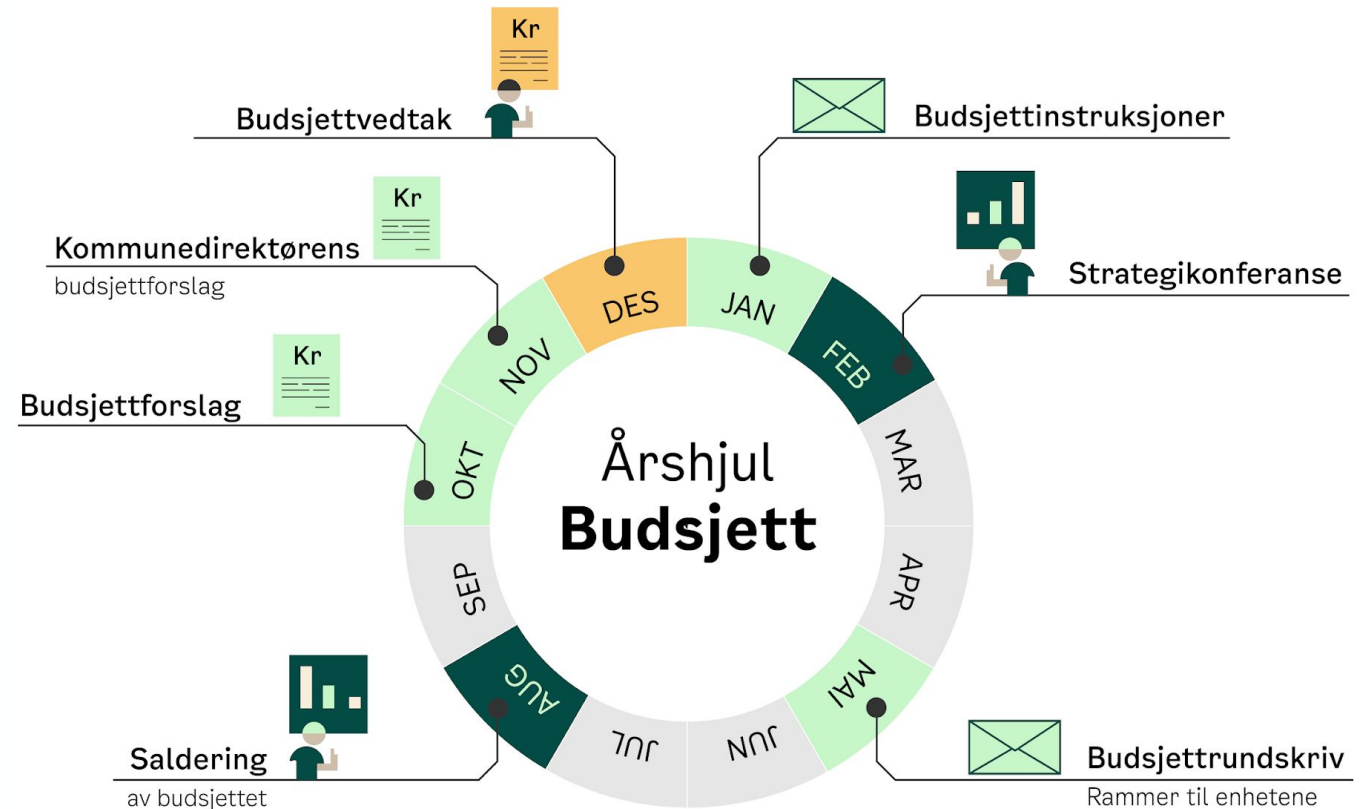 Kr
Budsjettvedtak
Budsjettinstruksjoner
Kr
Kommunedirektørens
budsjettforslag
Strategikonferanse
Kr
Budsjettforslag
DES
JAN
NOV
FEB
OKT
MAR
Årshjul
Budsjett
SEP
APR
AUG
MAI
JUL
JUN
Saldering
av budsjettet
Budsjettrundskriv
Rammer til enhetene